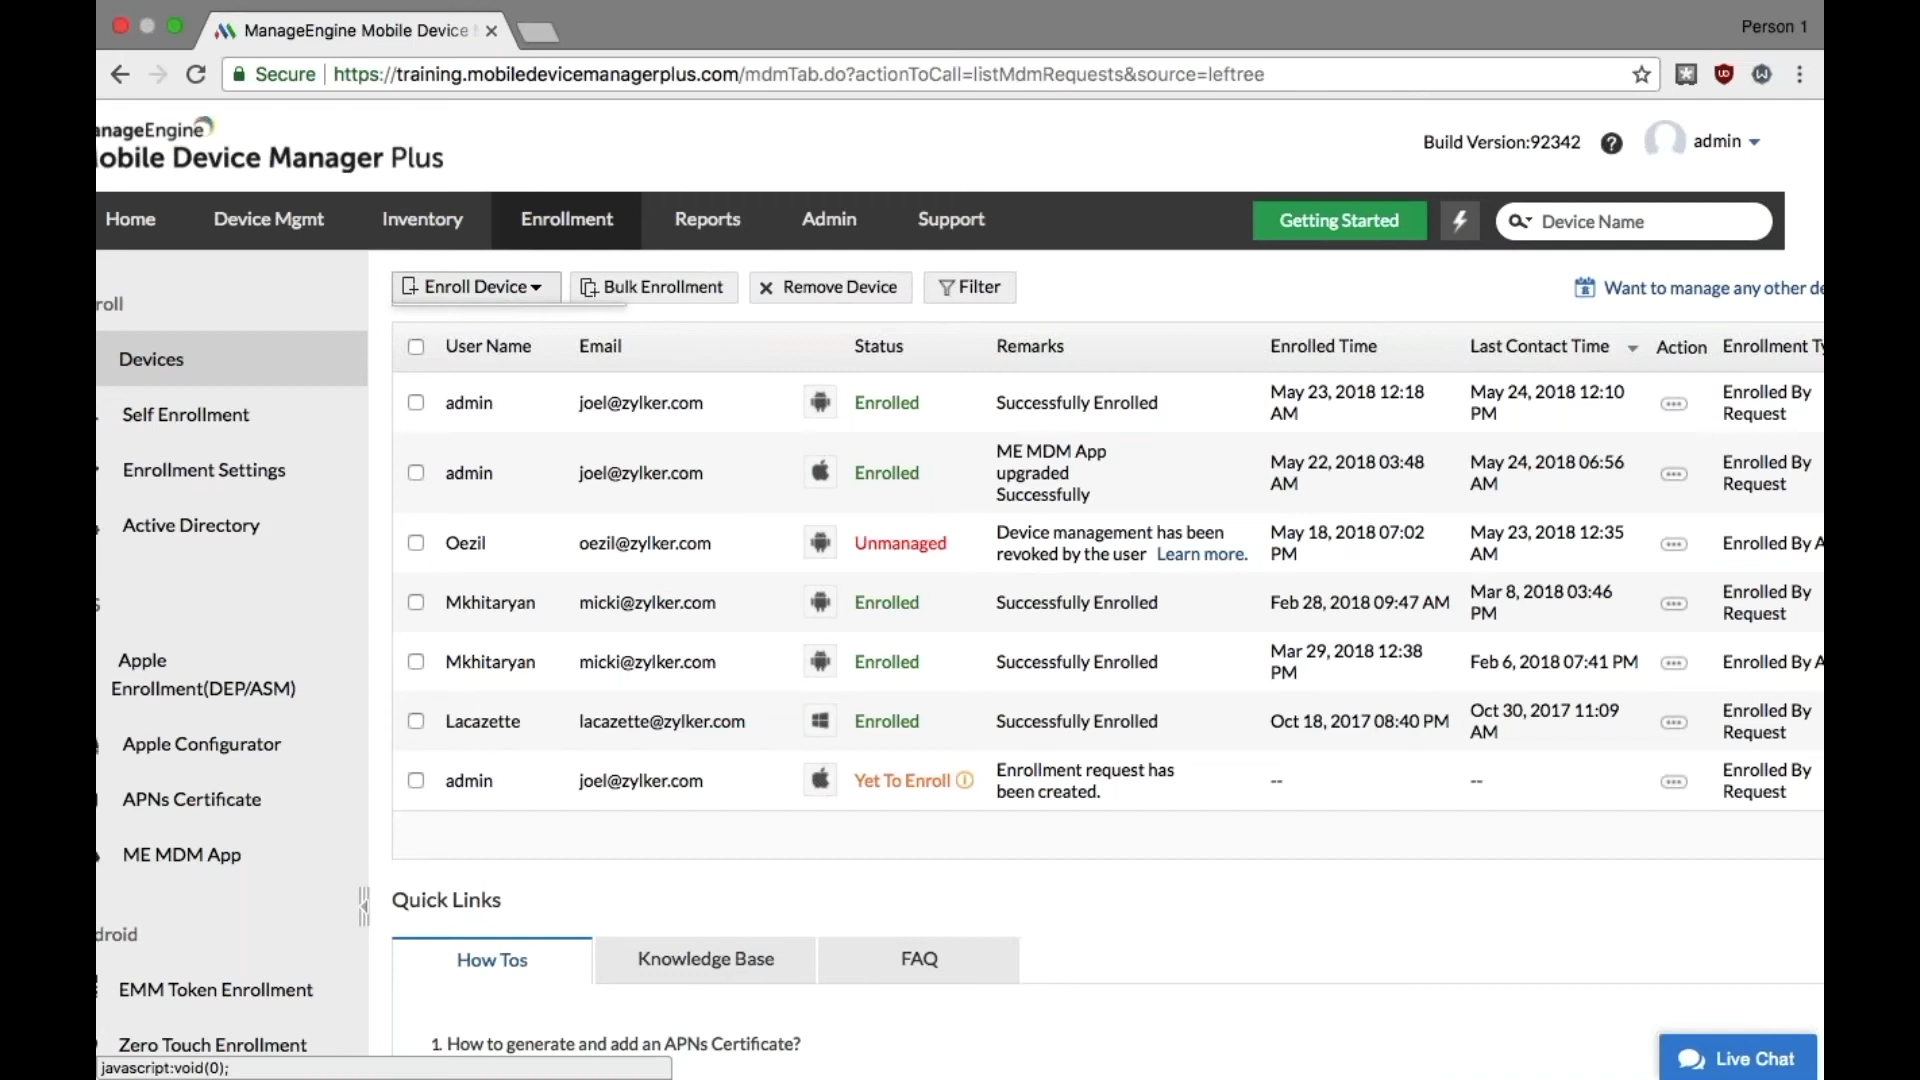 ManageEngine Mobile Device
Person 1
Secure https://training.mobiledevicemanagerplus.com/mdmTab.do?actionToCall=listMdmRequests&source=leftree
anageEngine
obile Device Manager Plus
Build Version:92342
admin
Home
Device Mgmt
Inventory
Enrollment
Reports
Admin
Support
Getting Started
Device Name
roll
Devices
Self Enrollment
Enrollment Settings
Active Directory
Apple
Enrollment(DEP/ASM)
Apple Configurator
APNs Certificate
ME MDM App
droid
EMM Token Enrollment
Zero Touch Enrollment
javascript:void(0);
Enroll Device
Bulk Enrollment
Remove Device
Filter
Want to manage any other de
User Name Email Status Remarks Enrolled Time Last Contact Time Action Enrollment Ty
admin joel@zylker.com Enrolled Successfully Enrolled May 23, 2018 12:18 AM May 24, 2018 12:10 PM Enrolled By Request
admin joel@zylker.com Enrolled ME MDM App upgraded Successfully May 22, 2018 03:48 AM May 24, 2018 06:56 AM Enrolled By Request
Oezil oezil@zylker.com Unmanaged Device management has been revoked by the user Learn more. May 18, 2018 07:02 PM May 23, 2018 12:35 AM Enrolled By A
Mkhitaryan micki@zylker.com Enrolled Successfully Enrolled Feb 28, 2018 09:47 AM Mar 8, 2018 03:46 PM Enrolled By Request
Mkhitaryan micki@zylker.com Enrolled Successfully Enrolled Mar 29, 2018 12:38 PM Feb 6, 2018 07:41 PM Enrolled By A
Lacazette lacazette@zylker.com Enrolled Successfully Enrolled Oct 18, 2017 08:40 PM Oct 30, 2017 11:09 AM Enrolled By Request
admin joel@zylker.com Yet To Enroll Enrollment request has been created. -- -- Enrolled By Request
Quick Links
How Tos
Knowledge Base
FAQ
1. How to generate and add an APNs Certificate?
Live Chat